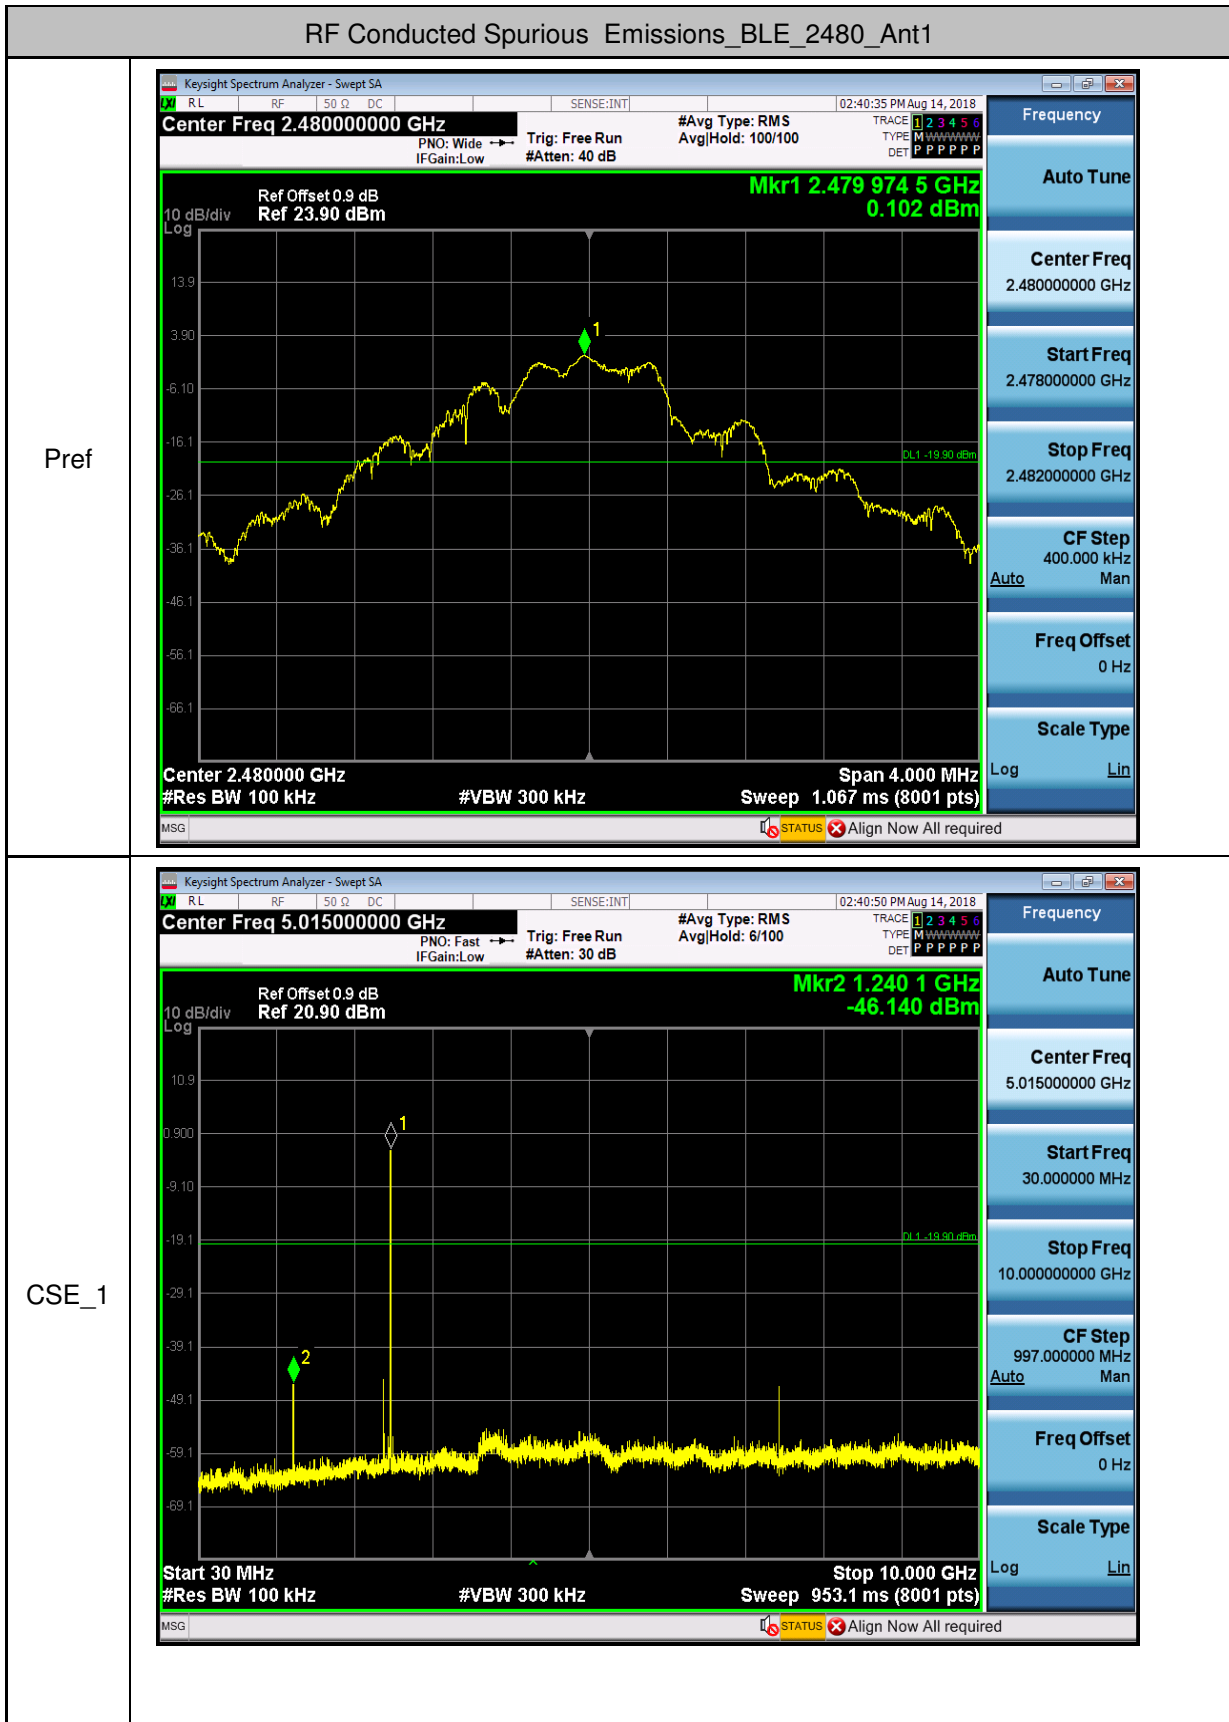 RF Conducted Spurious Emissions_BLE_2480_Ant1
Pref
Keysight Spectrum Analyzer - Swept SA
LXI RL RF 50 Ω DC SENSE:INT 02:40:35 PM Aug 14, 2018
Center Freq 2.480000000 GHz
PNO: Wide
IFGain:Low
Trig: Free Run
#Atten: 40 dB
#Avg Type: RMS
Avg|Hold: 100/100
TRACE 1 2 3 4 5 6
TYPE M W W W W W
DET P P P P P P
Mkr1 2.479 974 5 GHz
0.102 dBm
Ref Offset 0.9 dB
10 dB/div Ref 23.90 dBm
Log
13.9
3.90
-6.10
-16.1
-26.1
-36.1
-46.1
-56.1
-66.1
1
DL1 -19.90 dBm
Center 2.480000 GHz Span 4.000 MHz
#Res BW 100 kHz #VBW 300 kHz Sweep 1.067 ms (8001 pts)
MSG STATUS Align Now All required
Frequency
Auto Tune
Center Freq
2.480000000 GHz
Start Freq
2.478000000 GHz
Stop Freq
2.482000000 GHz
CF Step
400.000 kHz
Auto Man
Freq Offset
0 Hz
Scale Type
Log Lin
CSE_1
Keysight Spectrum Analyzer - Swept SA
LXI RL RF 50 Ω DC SENSE:INT 02:40:50 PM Aug 14, 2018
Center Freq 5.015000000 GHz
PNO: Fast
IFGain:Low
Trig: Free Run
#Atten: 30 dB
#Avg Type: RMS
Avg|Hold: 6/100
TRACE 1 2 3 4 5 6
TYPE M W W W W W
DET P P P P P P
Mkr2 1.240 1 GHz
-46.140 dBm
Ref Offset 0.9 dB
10 dB/div Ref 20.90 dBm
Log
10.9
0.900
-9.10
-19.1
-29.1
-39.1
-49.1
-59.1
-69.1
1
2
DL1 -19.90 dBm
Start 30 MHz Stop 10.000 GHz
#Res BW 100 kHz #VBW 300 kHz Sweep 953.1 ms (8001 pts)
MSG STATUS Align Now All required
Frequency
Auto Tune
Center Freq
5.015000000 GHz
Start Freq
30.000000 MHz
Stop Freq
10.000000000 GHz
CF Step
997.000000 MHz
Auto Man
Freq Offset
0 Hz
Scale Type
Log Lin